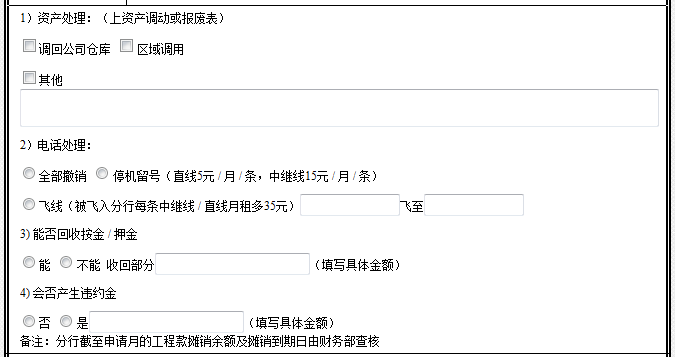 1）资产处理：（上资产调动或报废表）
调回公司仓库 区域调用
其他
2）电话处理：
全部撤销 停机留号（直线5元 / 月 / 条，中继线15元 / 月 / 条）
飞线（被飞入分行每条中继线 / 直线月租多35元） 飞至
3) 能否回收按金 / 押金
能 不能 收回部分 （填写具体金额）
4) 会否产生违约金
否 是 （填写具体金额）
备注：分行截至申请月的工程款摊销余额及摊销到期日由财务部查核